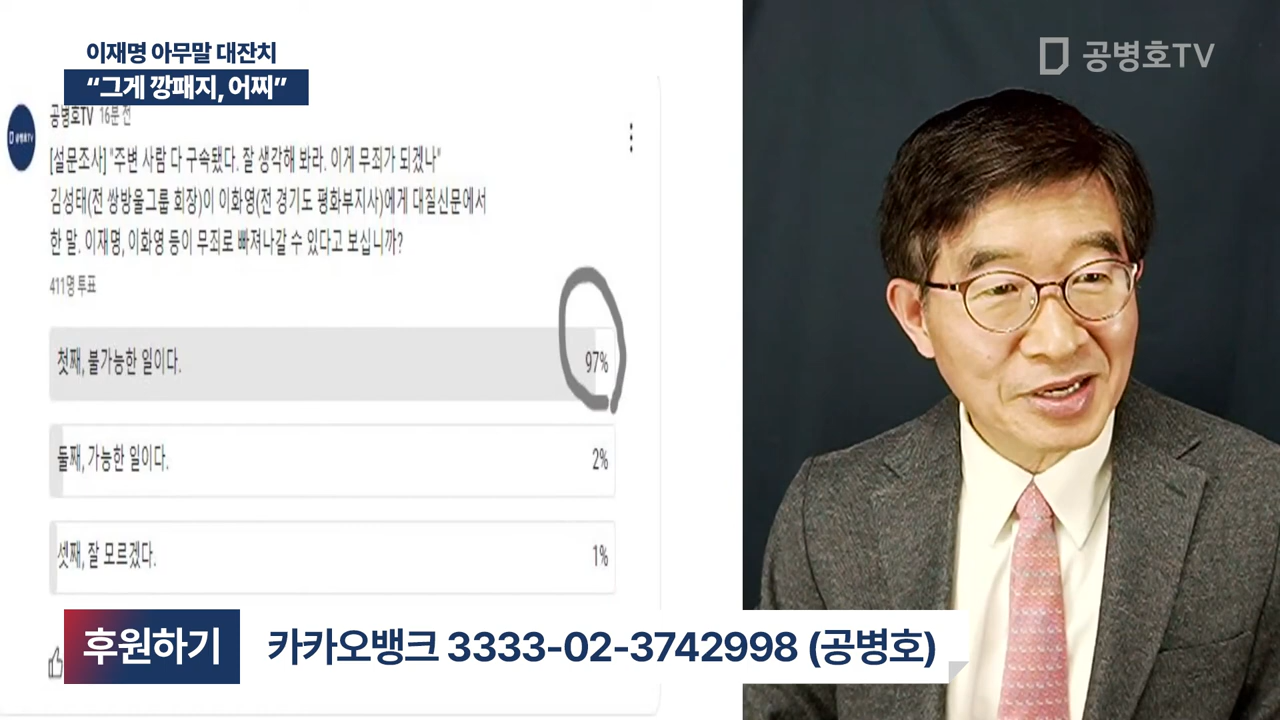 이재명 아무말 대잔치
“그게 깡패지, 어찌”
공병호TV
공병호TV
공병호TV 16분 전
[설문조사] "주변 사람 다 구속됐다. 잘 생각해 봐라. 이게 무죄가 되겠나"
김성태(전 쌍방울그룹 회장)이 이화영(전 경기도 평화부지사)에게 대질신문에서
한 말. 이재명, 이화영 등이 무죄로 빠져나갈 수 있다고 보십니까?
411명 투표
첫째, 불가능한 일이다. 97%
둘째, 가능한 일이다. 2%
셋째, 잘 모르겠다. 1%
후원하기 카카오뱅크 3333-02-3742998 (공병호)